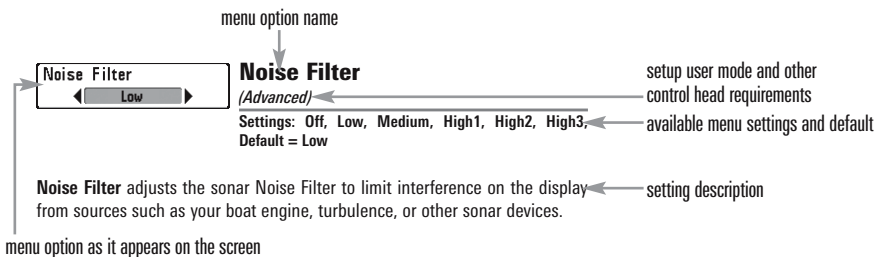 menu option name
Noise Filter
Low
Noise Filter
(Advanced)
setup user mode and other
control head requirements
Settings: Off, Low, Medium, High1, High2, High3,
Default = Low
available menu settings and default
Noise Filter adjusts the sonar Noise Filter to limit interference on the display
from sources such as your boat engine, turbulence, or other sonar devices.
setting description
menu option as it appears on the screen